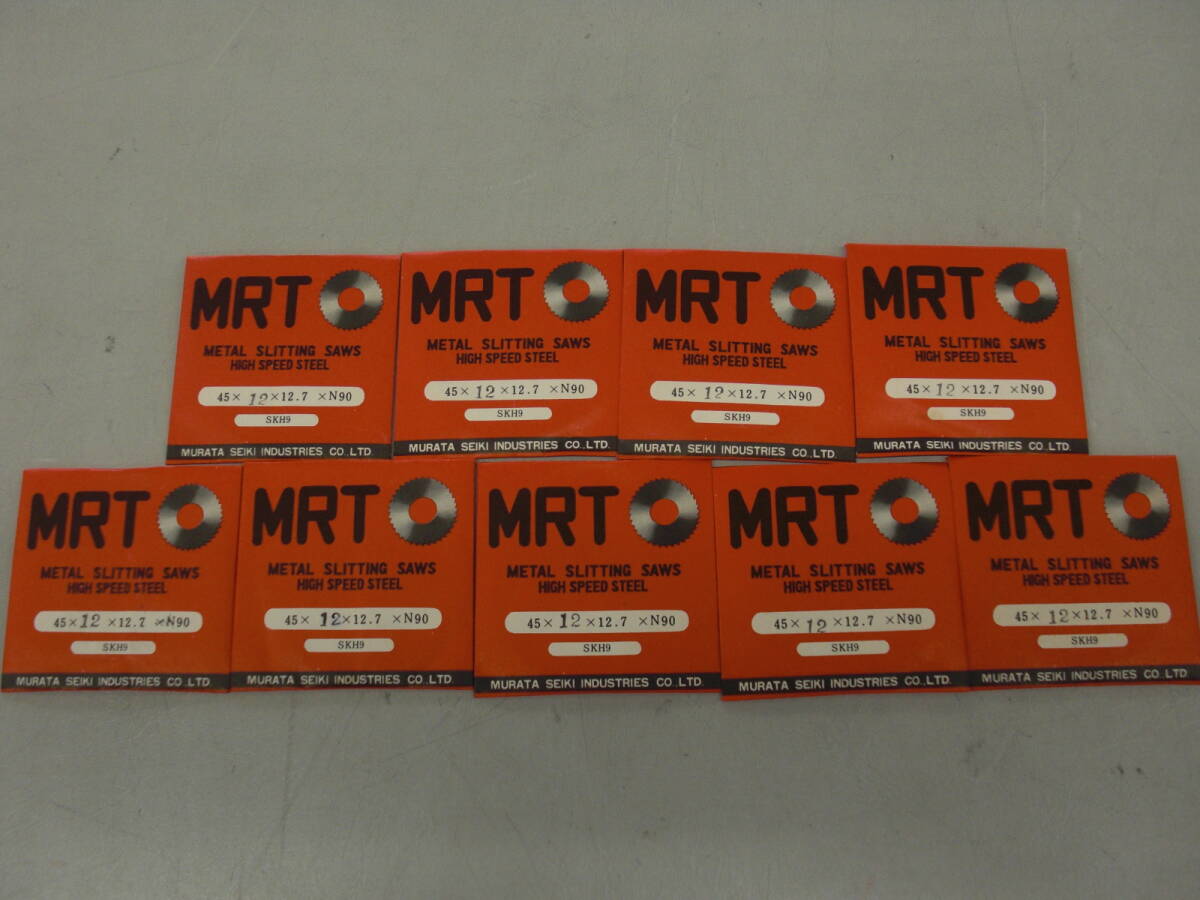 MRT
METAL SLITTING SAWS
HIGH SPEED STEEL
45× 12 ×12.7 ×N90
SKH9
MURATA SEIKI INDUSTRIES CO.,LTD.
MRT
METAL SLITTING SAWS
HIGH SPEED STEEL
45× 12 ×12.7 ×N90
SKH9
MURATA SEIKI INDUSTRIES CO.,LTD.
MRT
METAL SLITTING SAWS
HIGH SPEED STEEL
45× 12 ×12.7 ×N90
SKH9
MURATA SEIKI INDUSTRIES CO.,LTD.
MRT
METAL SLITTING SAWS
HIGH SPEED STEEL
45× 12 ×12.7 ×N90
SKH9
MURATA SEIKI INDUSTRIES CO.,LTD.
MRT
METAL SLITTING SAWS
HIGH SPEED STEEL
45× 12 ×12.7 ×N90
SKH9
MURATA SEIKI INDUSTRIES CO.,LTD.
MRT
METAL SLITTING SAWS
HIGH SPEED STEEL
45× 12 ×12.7 ×N90
SKH9
MURATA SEIKI INDUSTRIES CO.,LTD.
MRT
METAL SLITTING SAWS
HIGH SPEED STEEL
45× 12 ×12.7 ×N90
SKH9
MURATA SEIKI INDUSTRIES CO.,LTD.
MRT
METAL SLITTING SAWS
HIGH SPEED STEEL
45× 12 ×12.7 ×N90
SKH9
MURATA SEIKI INDUSTRIES CO.,LTD.
MRT
METAL SLITTING SAWS
HIGH SPEED STEEL
45× 12 ×12.7 ×N90
SKH9
MURATA SEIKI INDUSTRIES CO.,LTD.